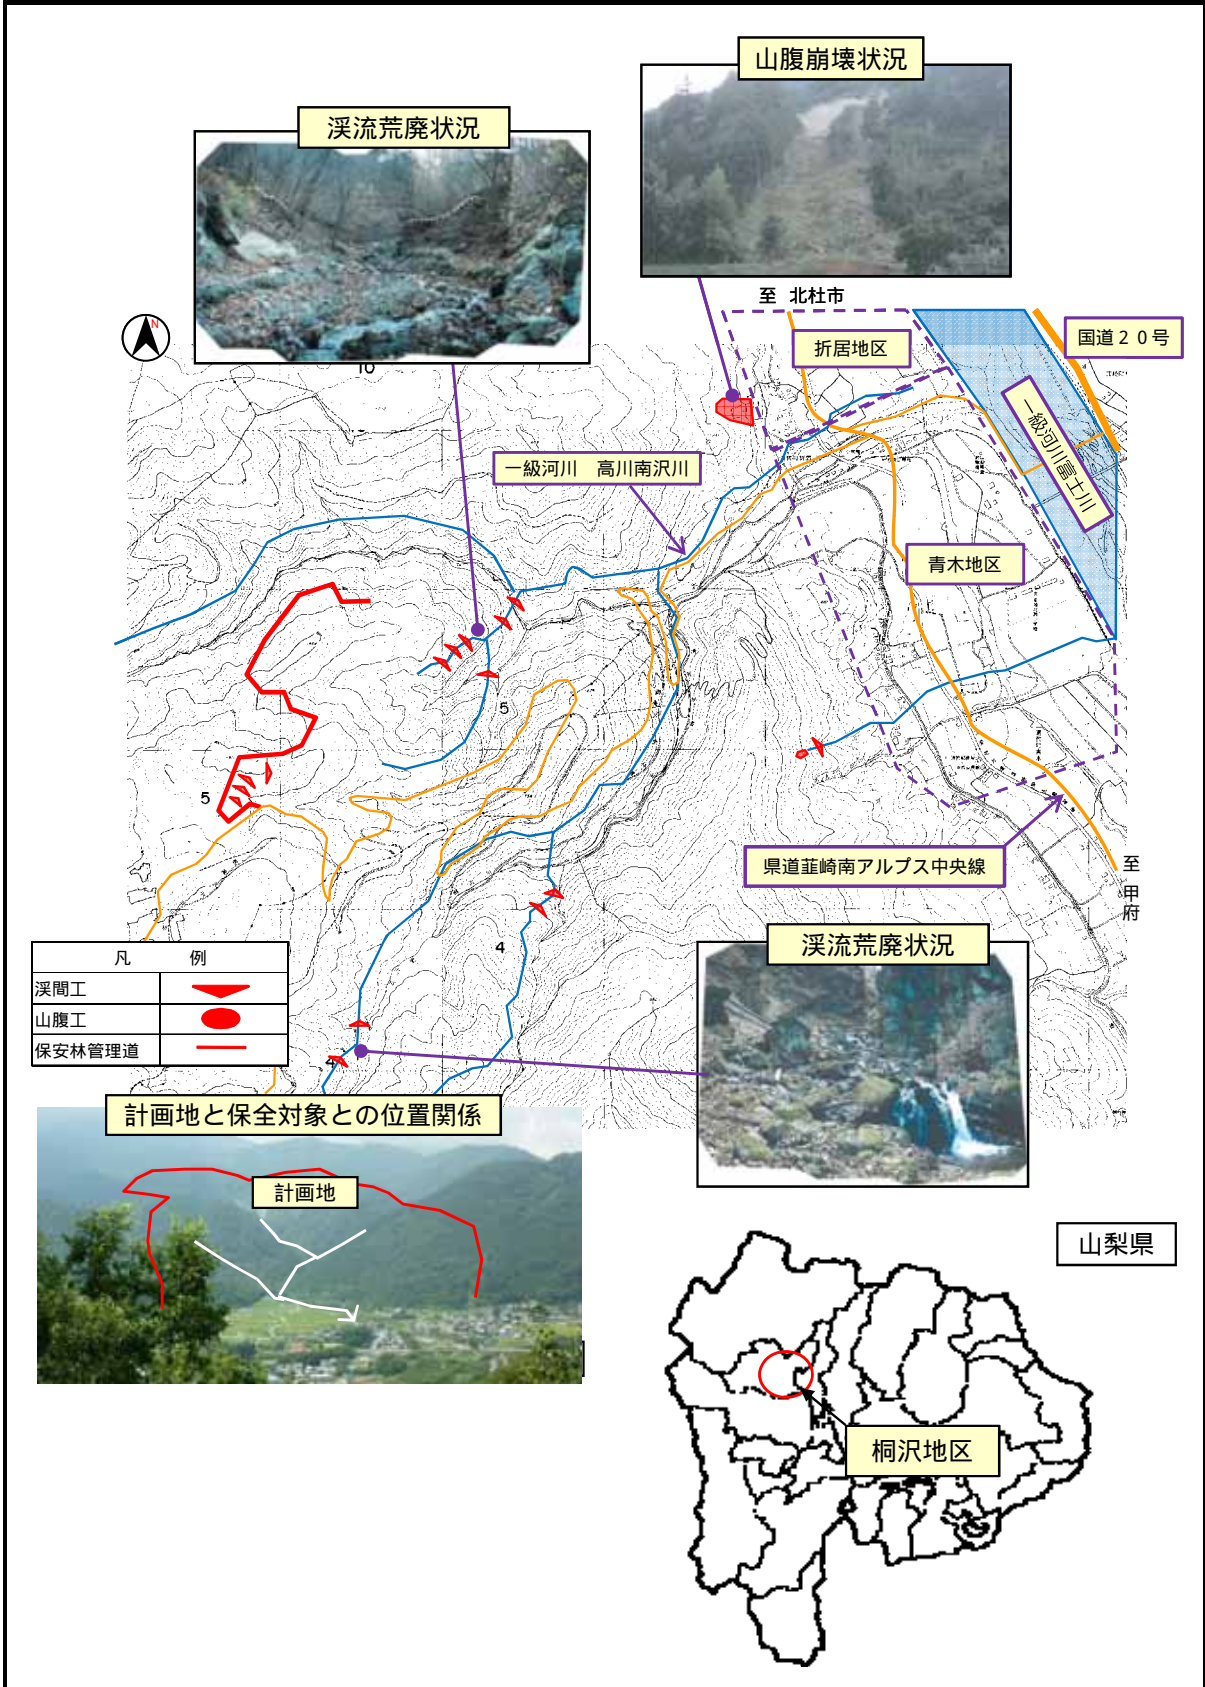 山腹崩壊状況
渓流荒廃状況
至 北杜市
国道２０号
折居地区
N
10
一級河川富士川
一級河川　高川南沢川
青木地区
5
5
県道韮崎南アルプス中央線
至 甲府
渓流荒廃状況
4
凡 例
渓間工
山腹工
保安林管理道
4
計画地と保全対象との位置関係
計画地
山梨県
桐沢地区